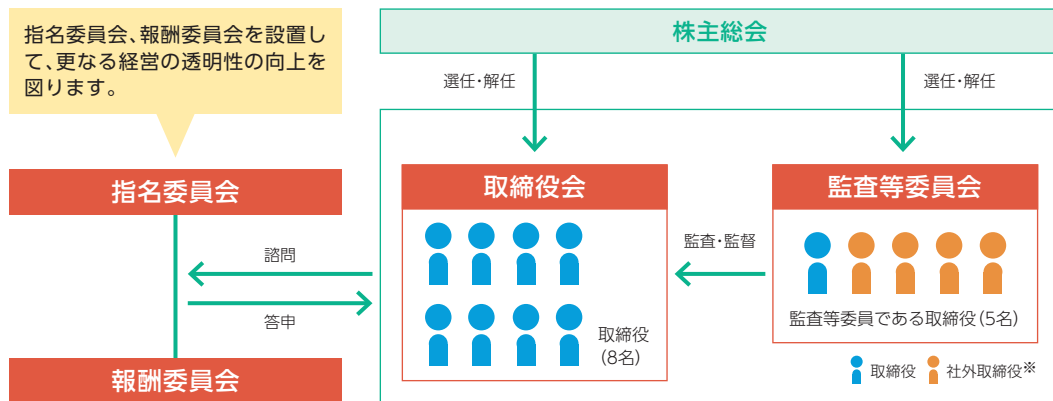 指名委員会、報酬委員会を設置し
て、更なる経営の透明性の向上を
図ります。
株主総会
選任・解任
選任・解任
指名委員会
取締役会
監査等委員会
諮問
監査・監督
答申
取締役
(8名)
監査等委員である取締役(5名)
報酬委員会
取締役 社外取締役※